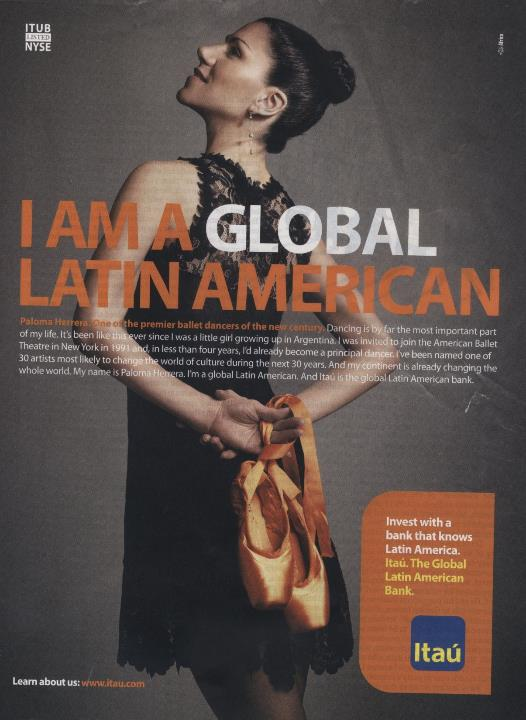 ITUB
LISTED
NYSE
África
I AM A GLOBAL
LATIN AMERICAN
Paloma Herrera. One of the premier ballet dancers of the new century. Dancing is by far the most important part
of my life. It's been like this ever since I was a little girl growing up in Argentina. I was invited to join the American Ballet
Theatre in New York in 1991 and, in less than four years, I'd already become a principal dancer. I've been named one of
30 artists most likely to change the world of culture during the next 30 years. And my continent is already changing the
whole world. My name is Paloma Herrera. I'm a global Latin American. And Itaú is the global Latin American bank.
Invest with a
bank that knows
Latin America.
Itaú. The Global
Latin American
Bank.
Itaú
Learn about us: www.itau.com